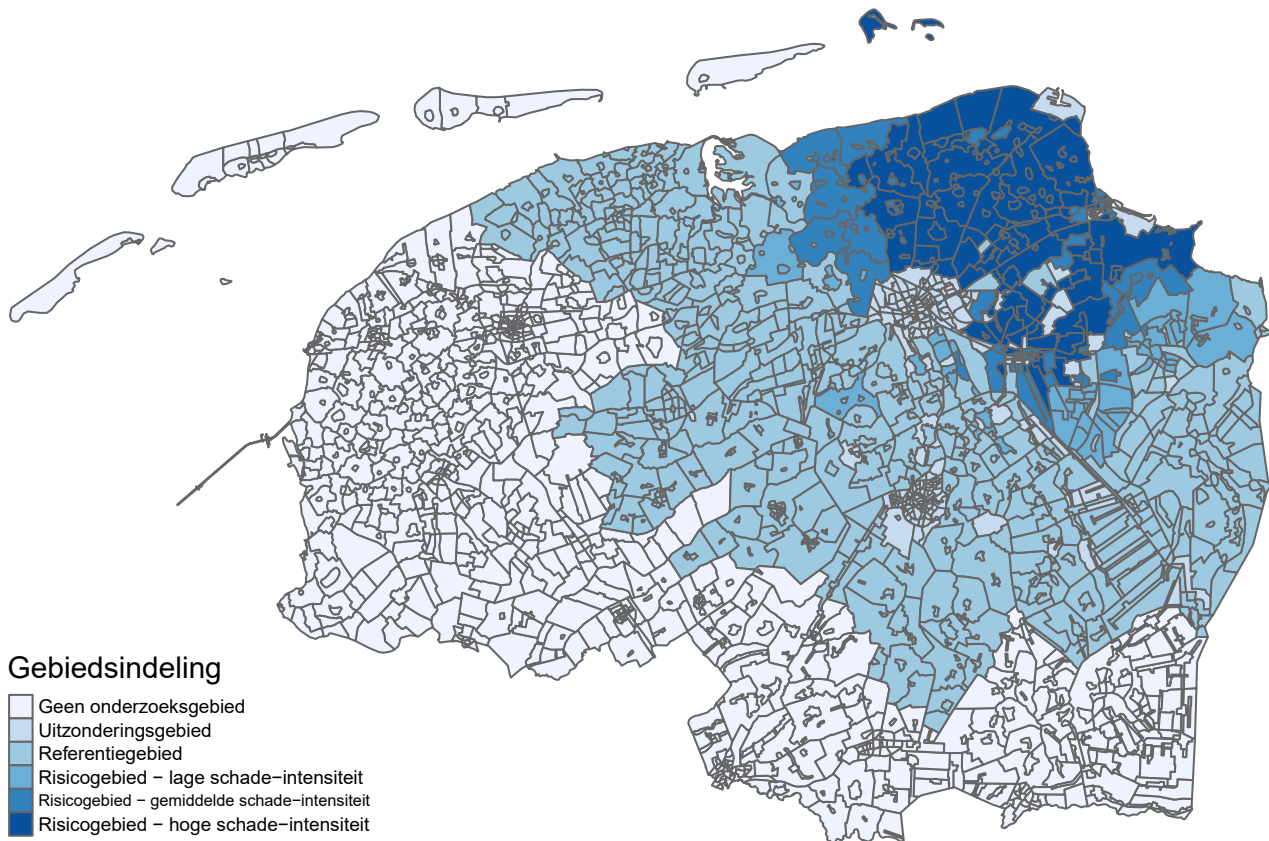 Gebiedsindeling
Geen onderzoeksgebied
Uitzonderingsgebied
Referentiegebied
Risicogebied − lage schade−intensiteit
Risicogebied − gemiddelde schade−intensiteit
Risicogebied − hoge schade−intensiteit